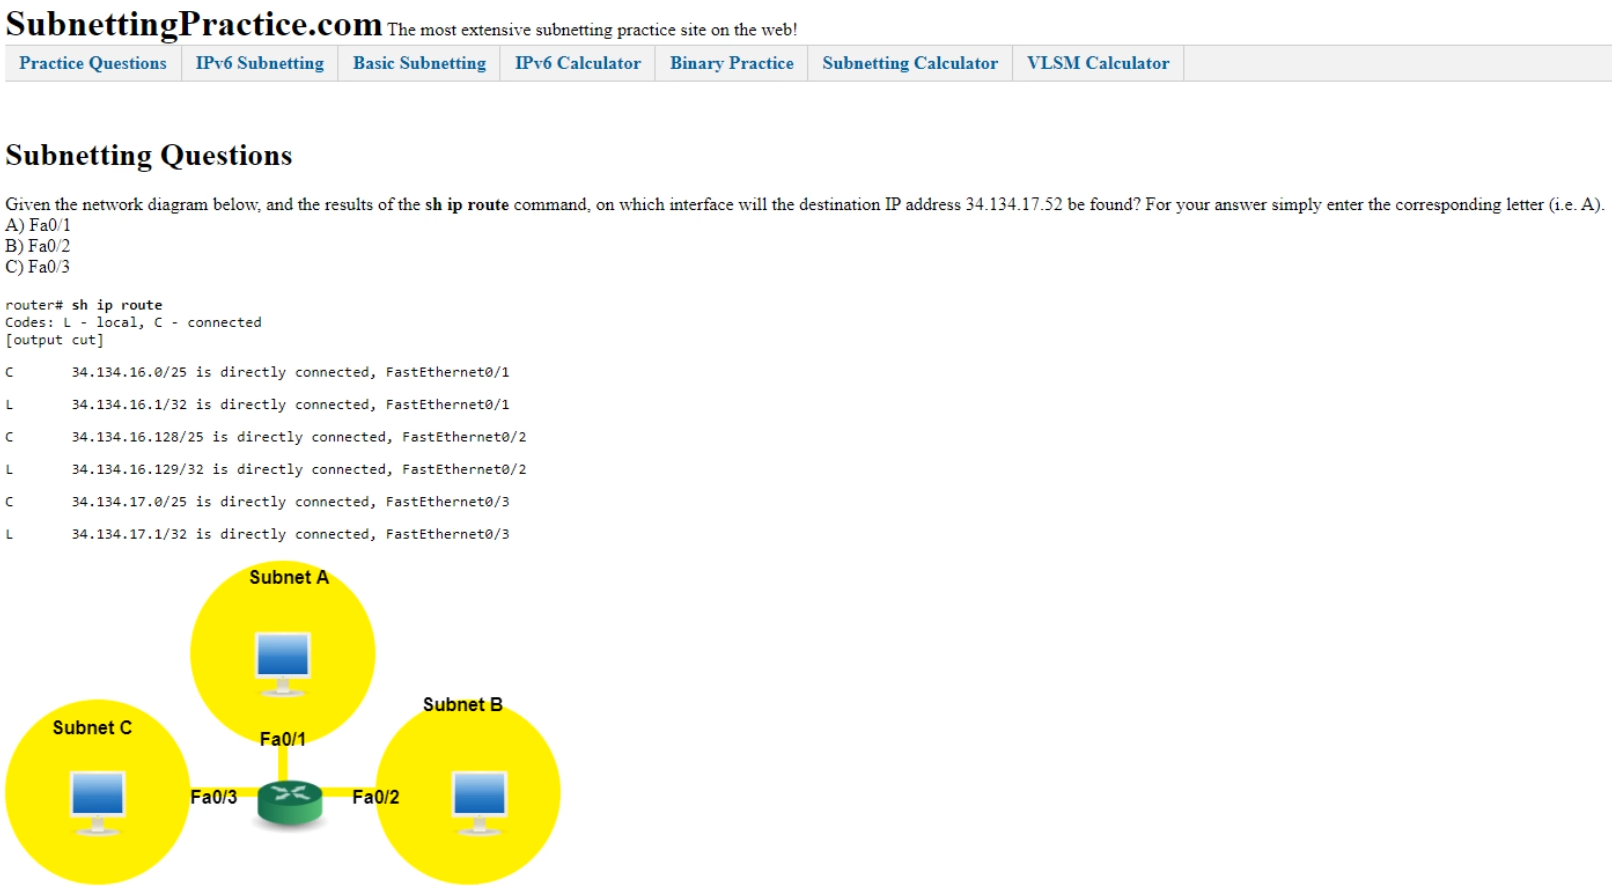 SubnettingPractice.com The most extensive subnetting practice site on the web!
Practice Questions IPv6 Subnetting Basic Subnetting IPv6 Calculator Binary Practice Subnetting Calculator VLSM Calculator
Subnetting Questions
Given the network diagram below, and the results of the sh ip route command, on which interface will the destination IP address 34.134.17.52 be found? For your answer simply enter the corresponding letter (i.e. A).
A) Fa0/1
B) Fa0/2
C) Fa0/3
router# sh ip route
Codes: L - local, C - connected
[output cut]
C 34.134.16.0/25 is directly connected, FastEthernet0/1
L 34.134.16.1/32 is directly connected, FastEthernet0/1
C 34.134.16.128/25 is directly connected, FastEthernet0/2
L 34.134.16.129/32 is directly connected, FastEthernet0/2
C 34.134.17.0/25 is directly connected, FastEthernet0/3
L 34.134.17.1/32 is directly connected, FastEthernet0/3
Subnet A
Subnet B
Subnet C
Fa0/1
Fa0/3
Fa0/2